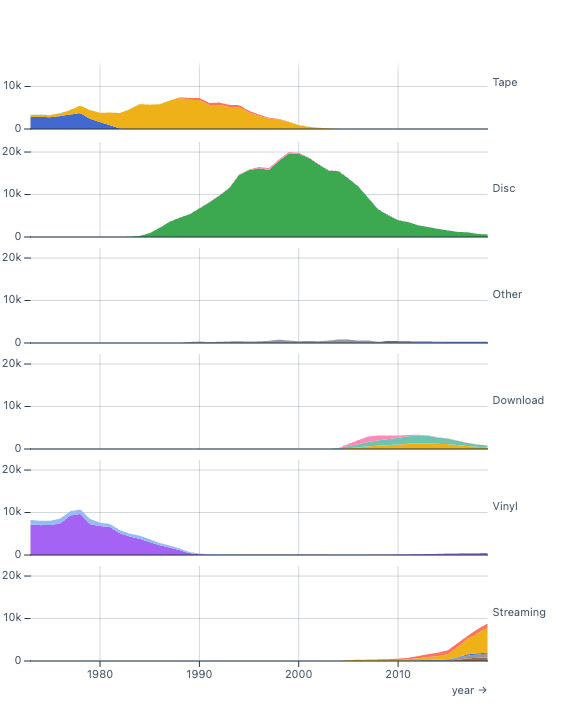 10k
0
Tape
20k
10k
0
Disc
20k
10k
0
Other
20k
10k
0
Download
20k
10k
0
Vinyl
20k
10k
0
Streaming
1980 1990 2000 2010
year →